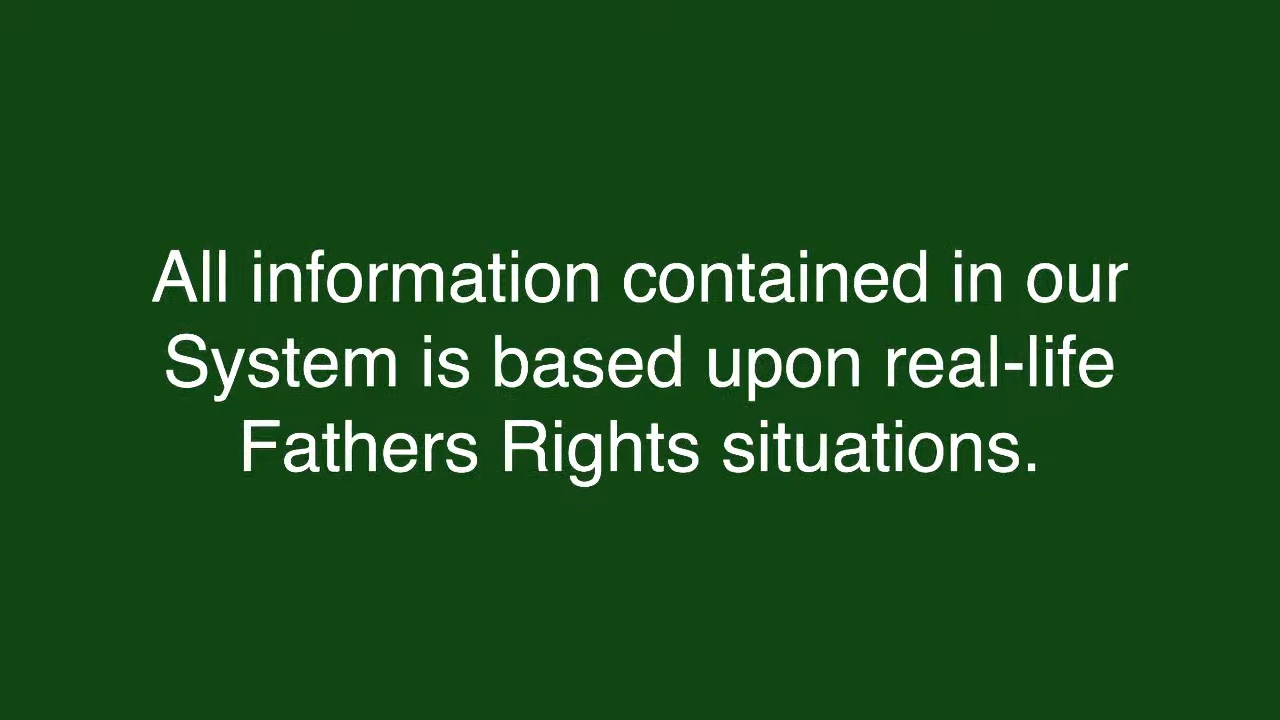 All information contained in our
System is based upon real-life
Fathers Rights situations.